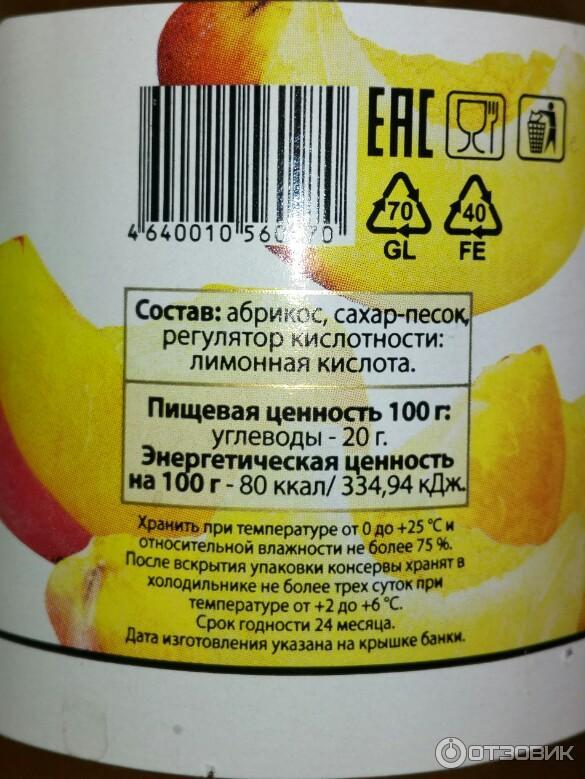 EAC
4 640010 560 70
70
GL
40
FE
Состав: абрикос, сахар-песок,
регулятор кислотности:
лимонная кислота.
Пищевая ценность 100 г:
углеводы - 20 г.
Энергетическая ценность
на 100 г - 80 ккал/ 334,94 кДж.
Хранить при температуре от 0 до +25 °С и
относительной влажности не более 75 %.
После вскрытия упаковки консервы хранят в
холодильнике не более трех суток при
температуре от +2 до +6 °С.
Срок годности 24 месяца.
Дата изготовления указана на крышке банки.
ОТЗОВИК